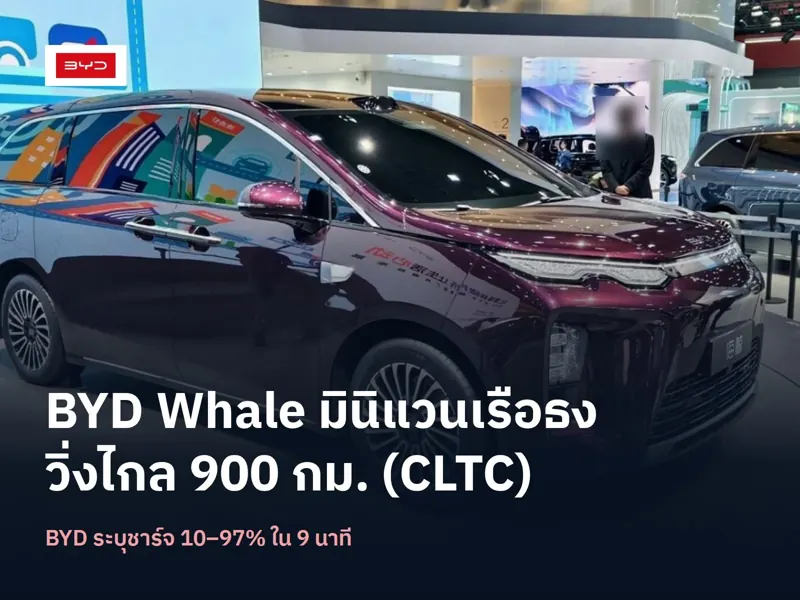 BYD
BYD Whale มินิแวนเรือธง
วิ่งไกล 900 กม. (CLTC)
BYD ระบุชาร์จ 10–97% ใน 9 นาที